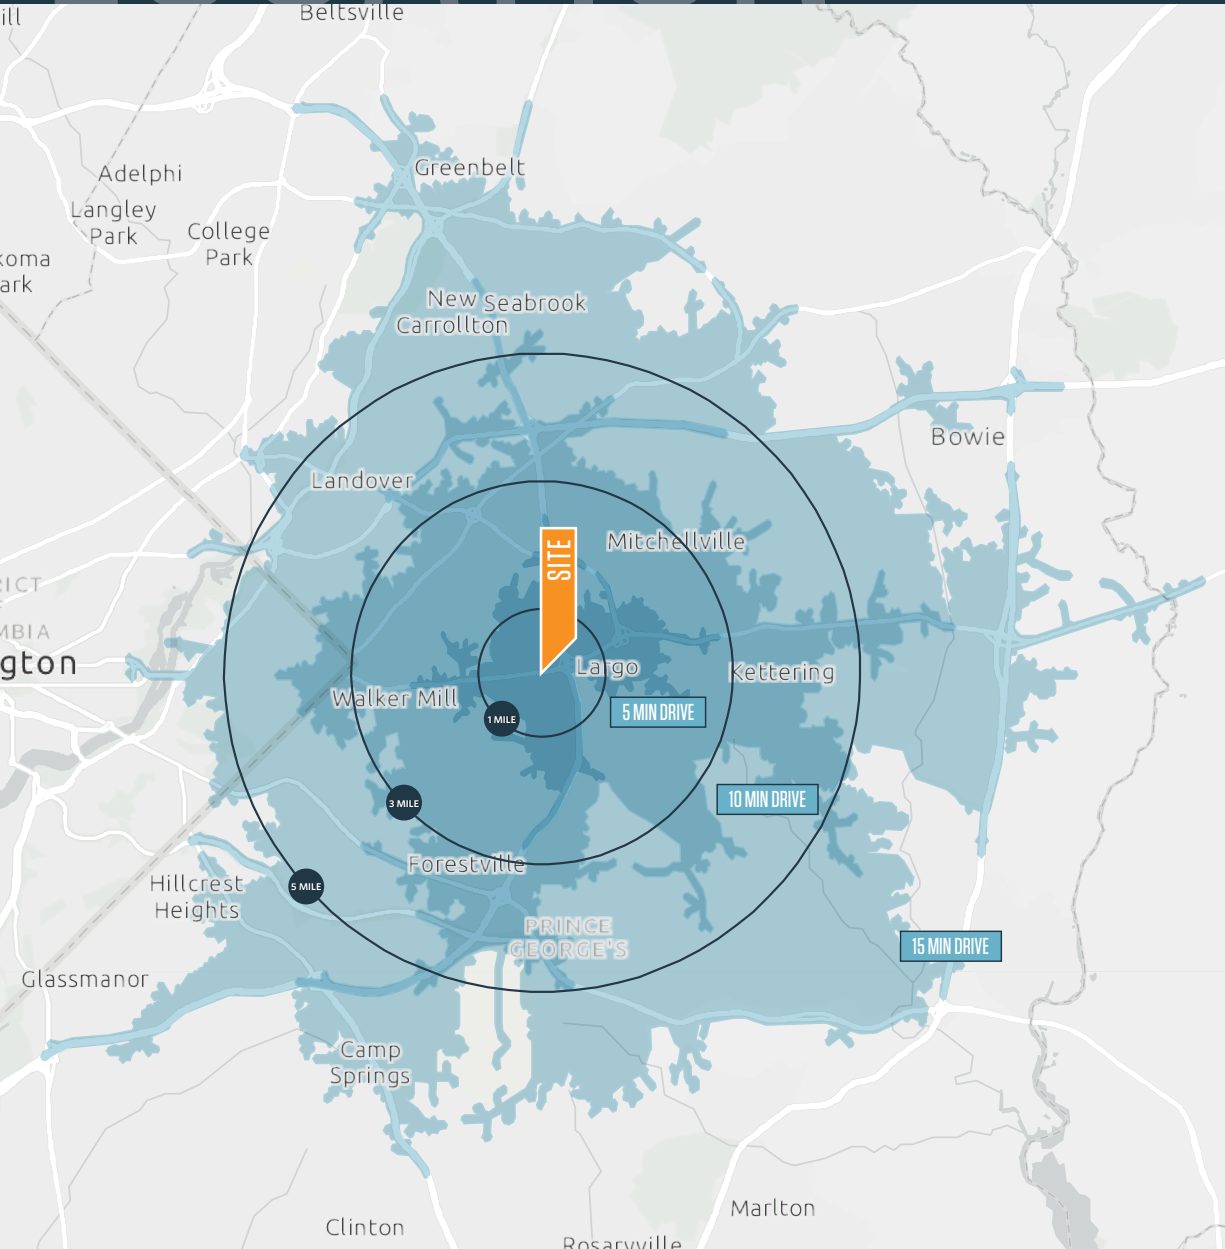 ill
Beltsville
Greenbelt
Adelphi
Langley
Park
College
Park
koma
ark
New
Carrollton
Seabrook
Bowie
Landover
Mitchellville
SITE
RICT
MBIA
gton
Largo
Kettering
Walker Mill
5 MIN DRIVE
1 MILE
10 MIN DRIVE
3 MILE
Forestville
5 MILE
Hillcrest
Heights
PRINCE
GEORGE'S
15 MIN DRIVE
Glassmanor
Camp
Springs
Marlton
Clinton
Rosaryville